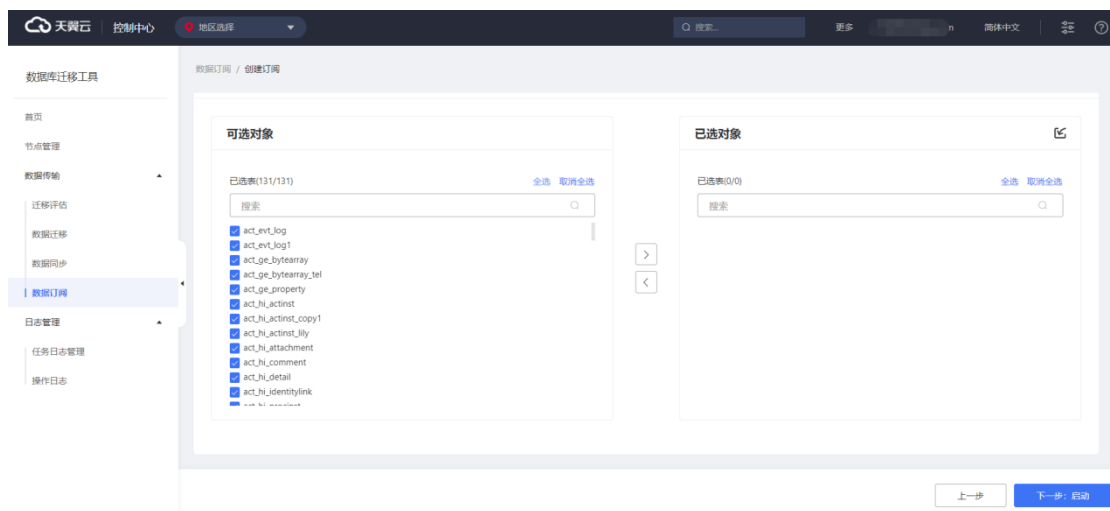 天翼云 控制中心 地区选择 搜索... 更多 n 简体中文
数据库迁移工具
首页
节点管理
数据传输
迁移评估
数据迁移
数据同步
数据订阅
日志管理
任务日志管理
操作日志
数据订阅 / 创建订阅
可选对象
已选表(131/131) 全选 取消全选
搜索
act_evt_log
act_evt_log1
act_ge_bytearray
act_ge_bytearray_tel
act_ge_property
act_hi_actinst
act_hi_actinst_copy1
act_hi_actinst_lily
act_hi_attachment
act_hi_comment
act_hi_detail
act_hi_identitylink
已选对象
已选表(0/0) 全选 取消全选
搜索
上一步 下一步: 启动